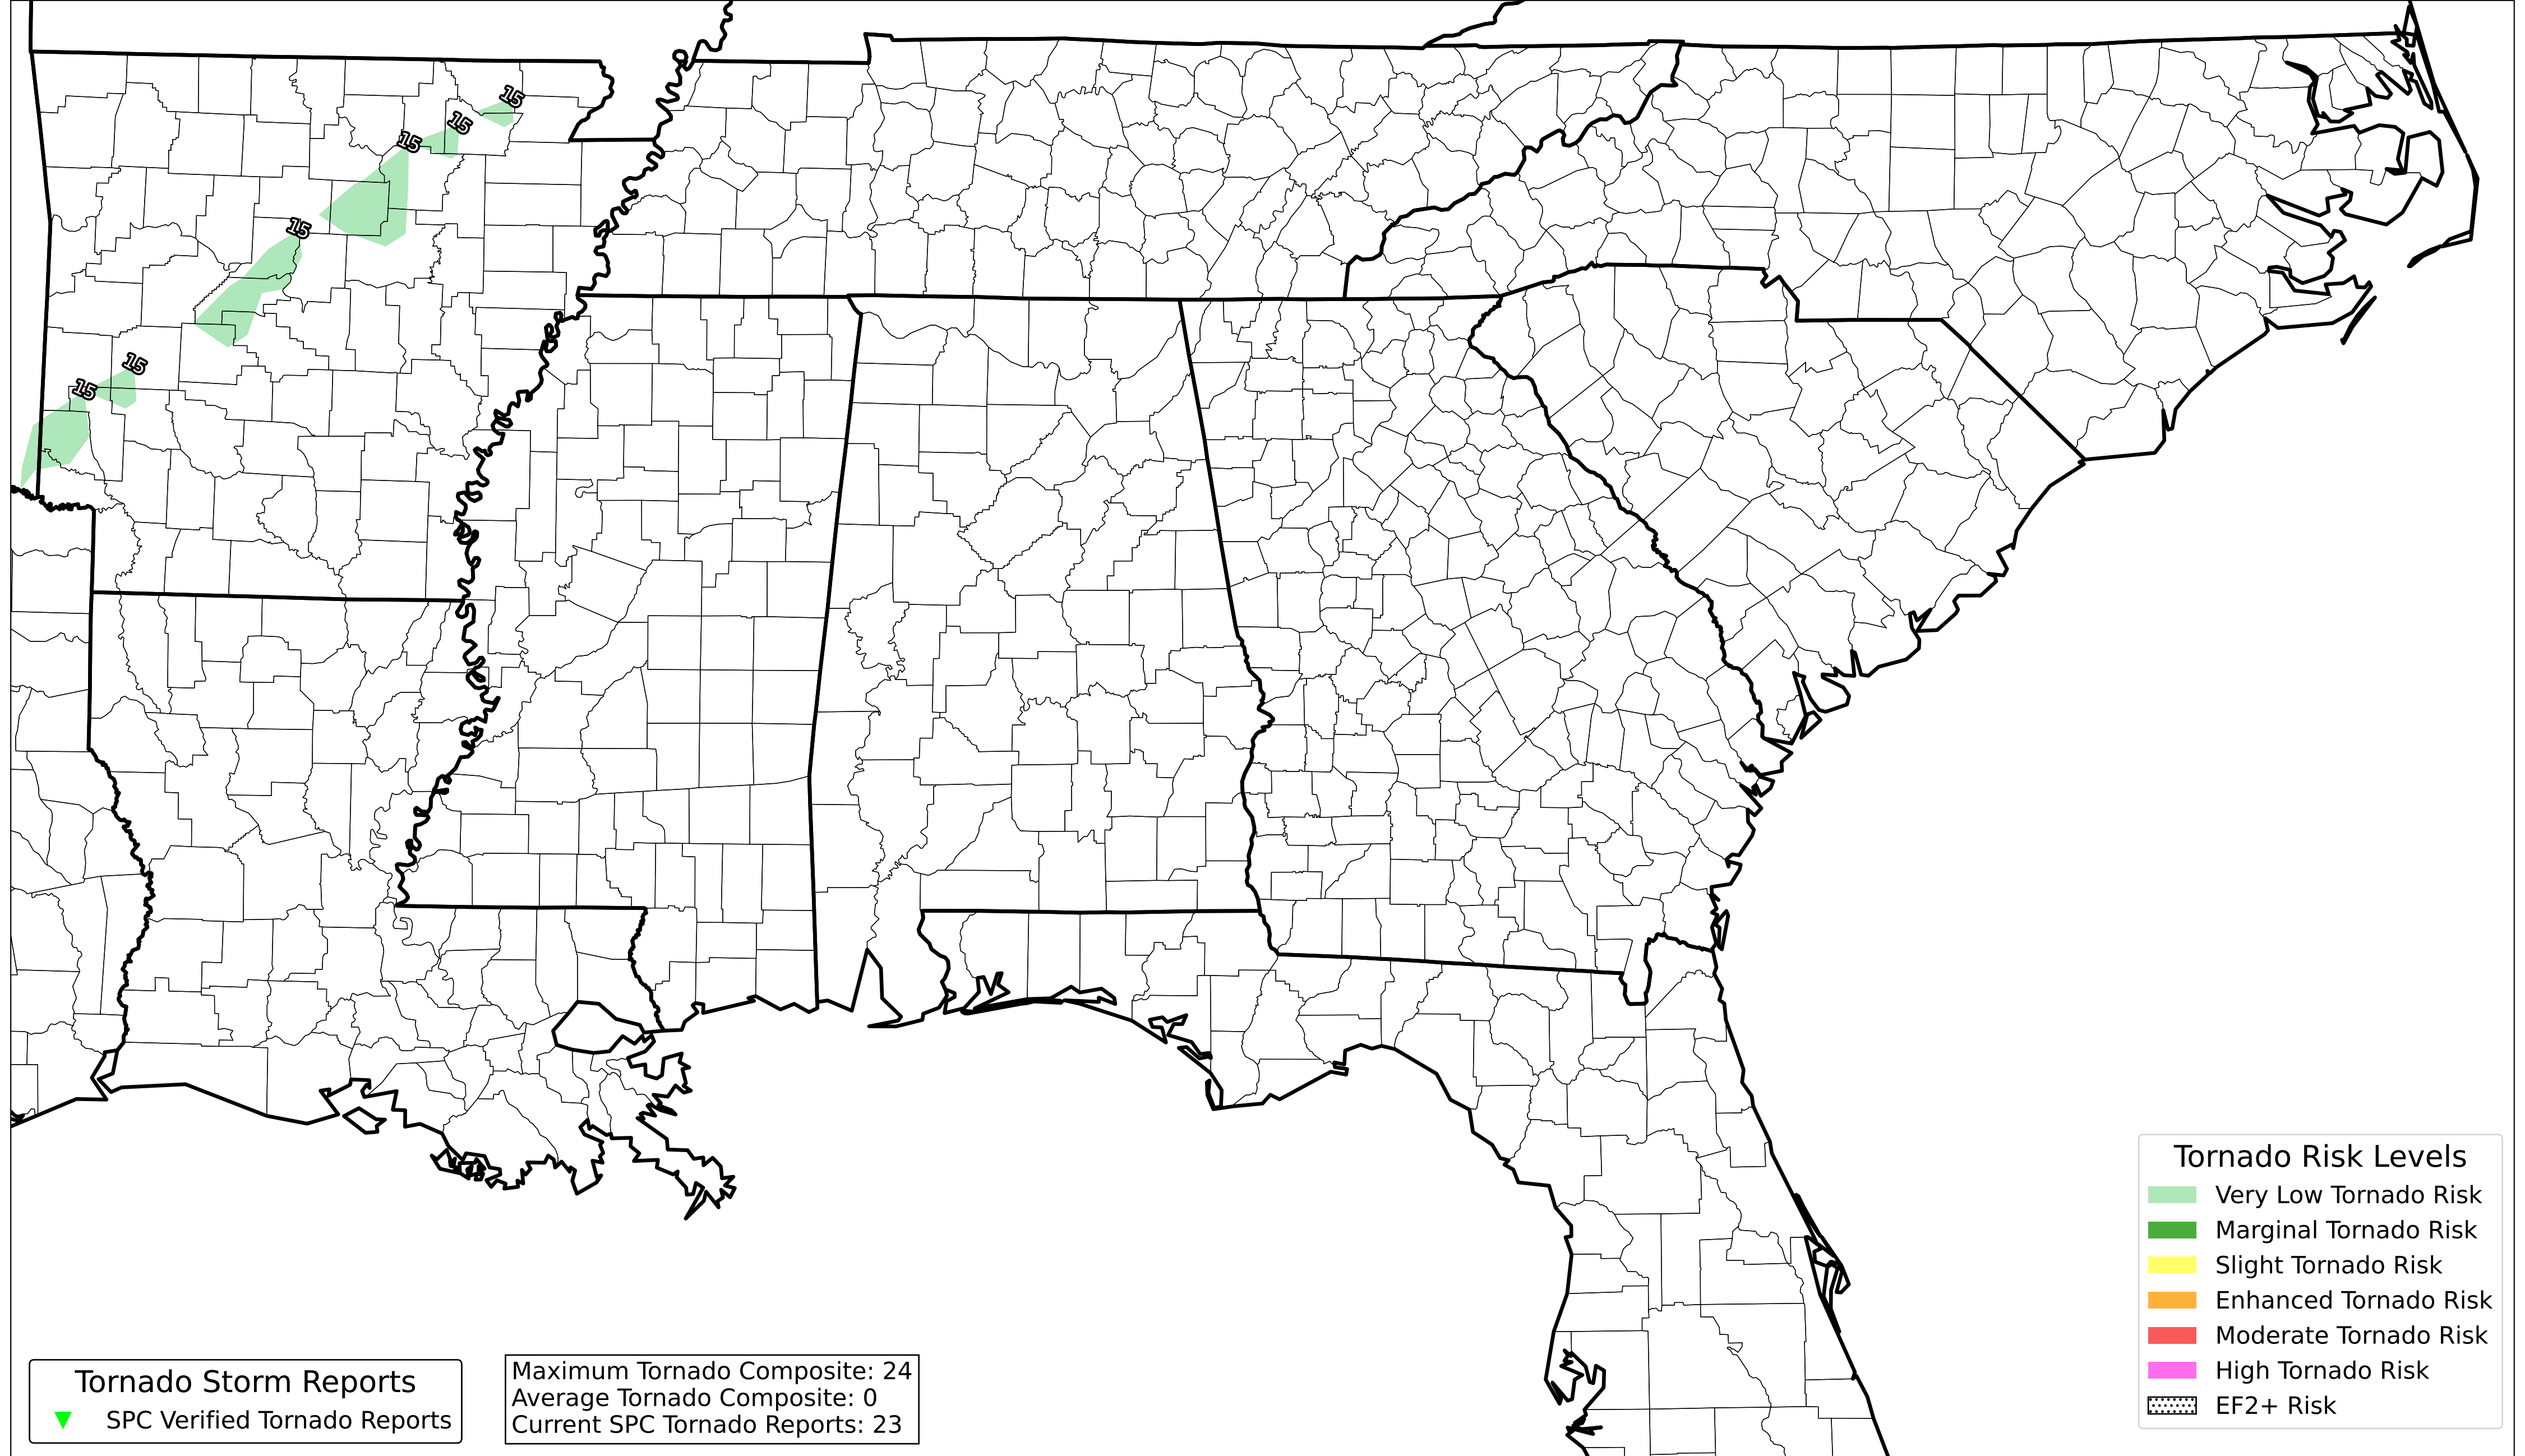 15
15
15
15
15
15
Tornado Risk Levels
Very Low Tornado Risk
Marginal Tornado Risk
Slight Tornado Risk
Enhanced Tornado Risk
Moderate Tornado Risk
High Tornado Risk
EF2+ Risk
Tornado Storm Reports
SPC Verified Tornado Reports
Maximum Tornado Composite: 24
Average Tornado Composite: 0
Current SPC Tornado Reports: 23